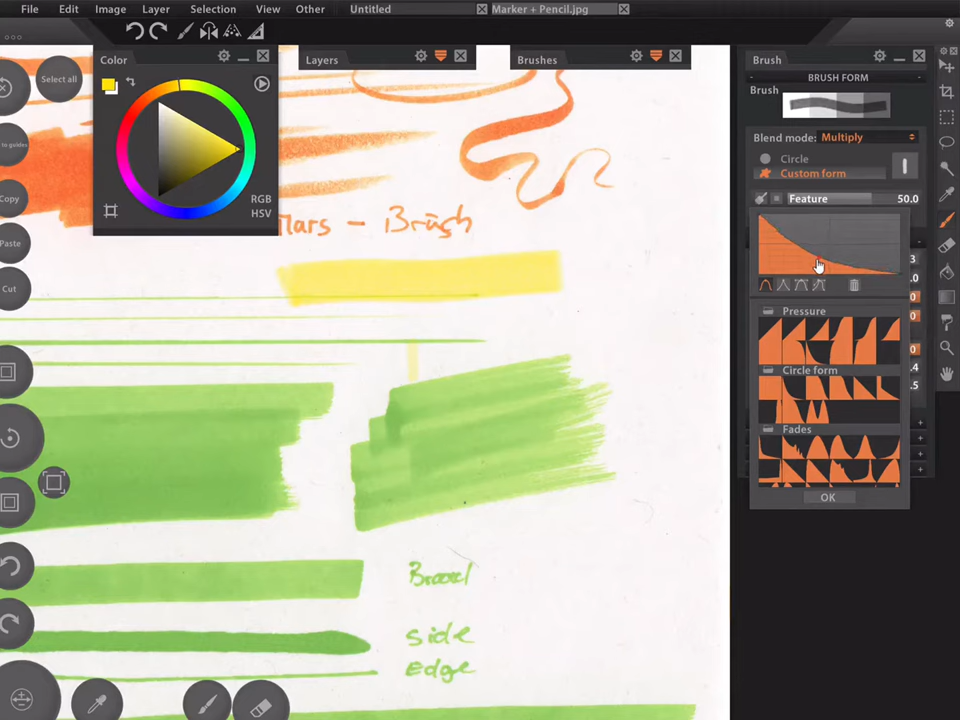 File Edit Image Layer Selection View Other Untitled Marker + Pencil.jpg
Select all
Color
Layers
Brushes
Brush
BRUSH FORM
Brush
Blend mode: Multiply
Circle
Custom form
Feature 50.0
to guides
Copy
RGB
HSV
Paste
Cut
Brush
Pressure
Circle form
Fades
OK
Broad
side
edge